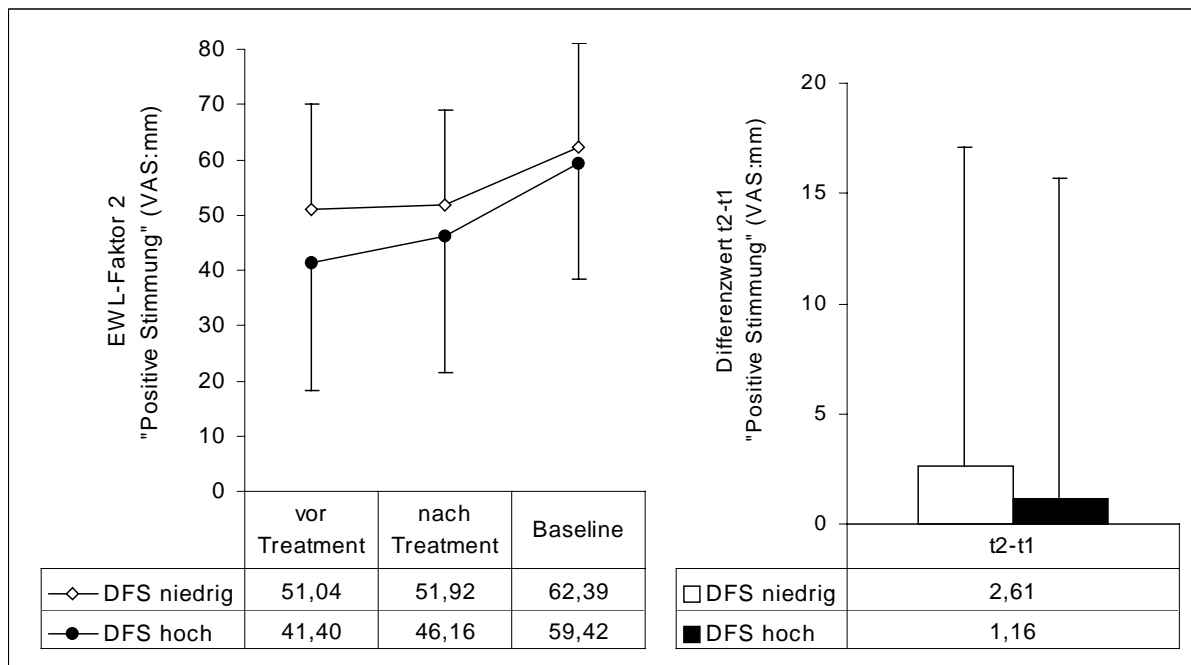 EWL-Faktor 2
"Positive Stimmung" (VAS:mm)
80
70
60
50
40
30
20
10
0
vor Treatment
nach Treatment
Baseline
DFS niedrig 51,04 51,92 62,39
DFS hoch 41,40 46,16 59,42
Differenzwert t2-t1
"Positive Stimmung" (VAS:mm)
20
15
10
5
0
t2-t1
DFS niedrig 2,61
DFS hoch 1,16